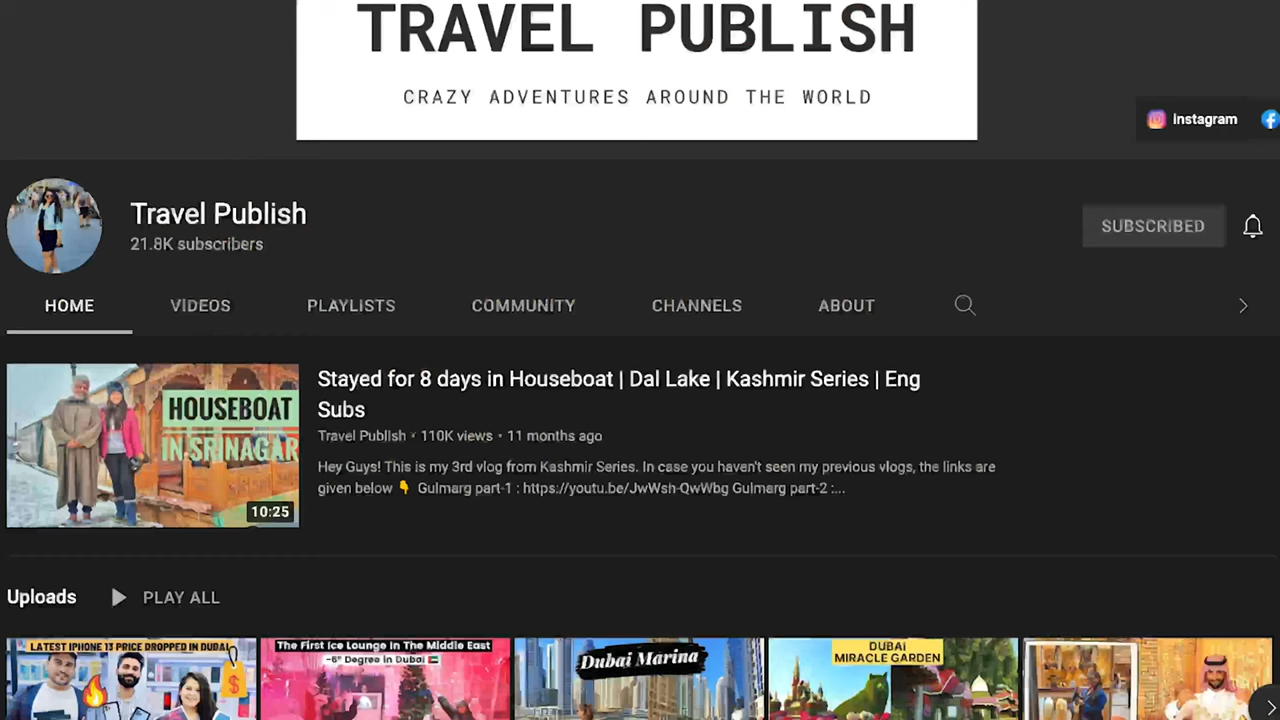 TRAVEL PUBLISH
CRAZY ADVENTURES AROUND THE WORLD
Instagram
Travel Publish
21.8K subscribers
SUBSCRIBED
HOME VIDEOS PLAYLISTS COMMUNITY CHANNELS ABOUT
HOUSEBOAT
IN SRINAGAR
10:25
Stayed for 8 days in Houseboat | Dal Lake | Kashmir Series | Eng
Subs
Travel Publish • 110K views • 11 months ago
Hey Guys! This is my 3rd vlog from Kashmir Series. In case you haven't seen my previous vlogs, the links are
given below 👇 Gulmarg part-1 : https://youtu.be/JwWsh-QwWbg Gulmarg part-2 :...
Uploads PLAY ALL
LATEST IPHONE 13 PRICE DROPPED IN DUBAI
The First Ice Lounge In The Middle East
-6° Degree In Dubai
Dubai Marina
DUBAI
MIRACLE GARDEN